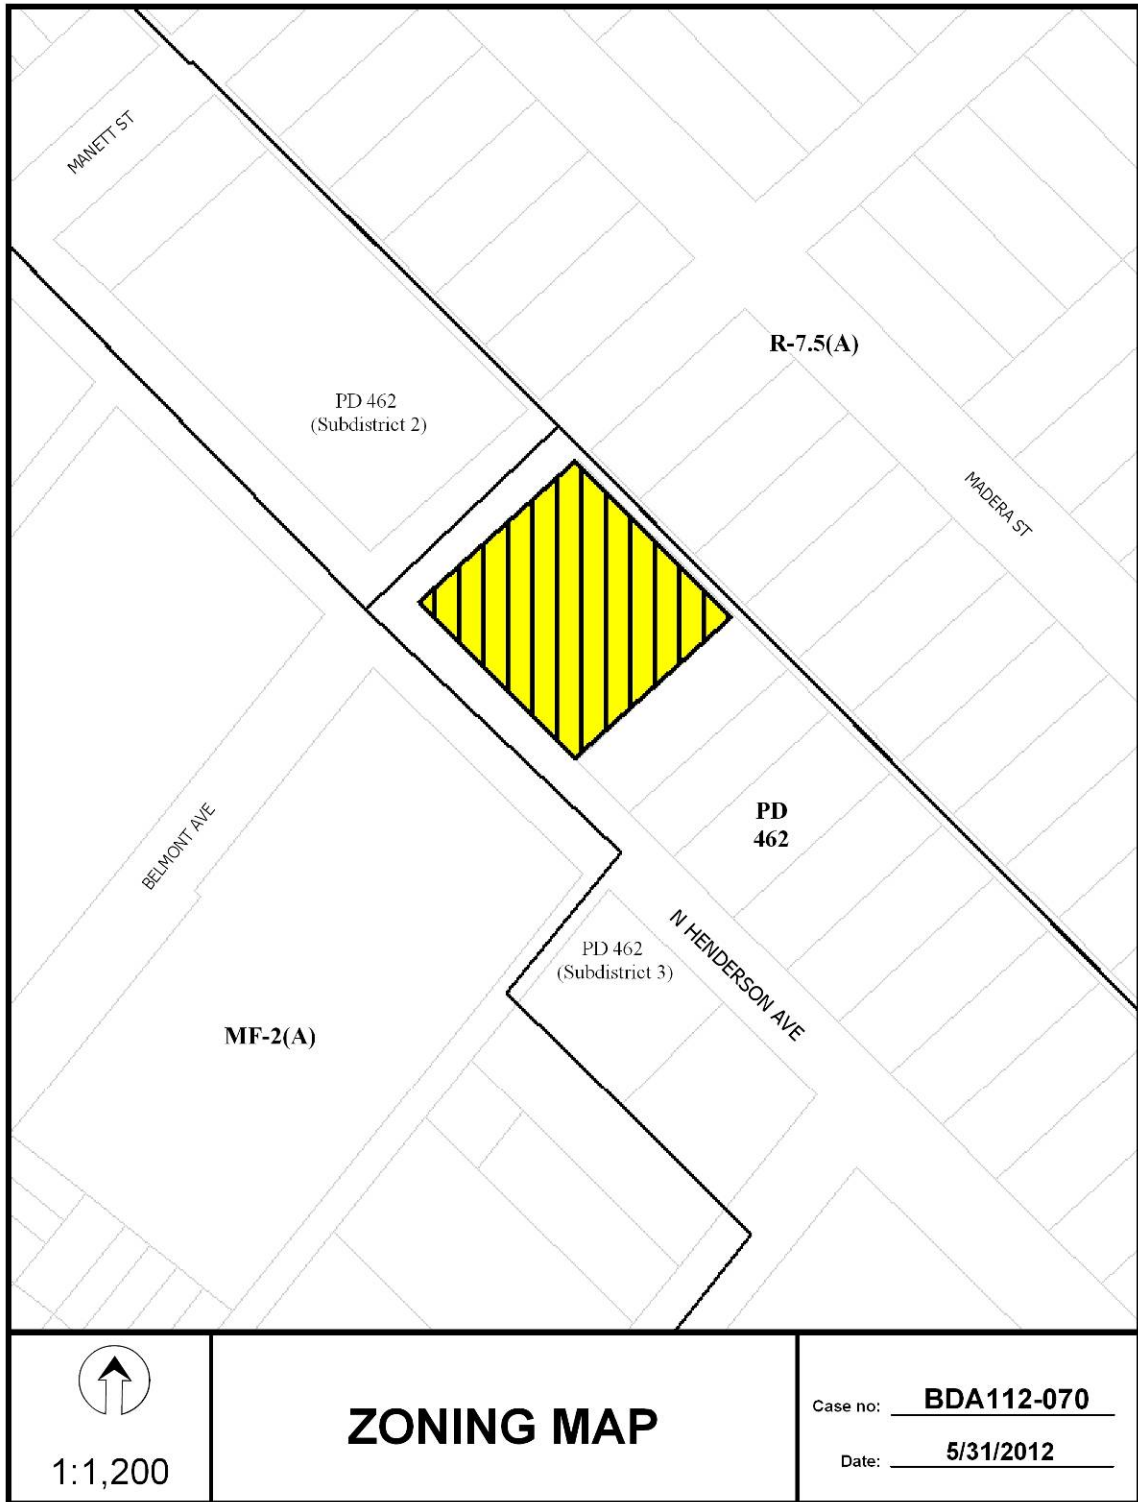 MANETT ST
R-7.5(A)
PD 462
(Subdistrict 2)
MADERA ST
BELMONT AVE
PD
462
N HENDERSON AVE
PD 462
(Subdistrict 3)
MF-2(A)
1:1,200
ZONING MAP
Case no: BDA112-070
Date: 5/31/2012